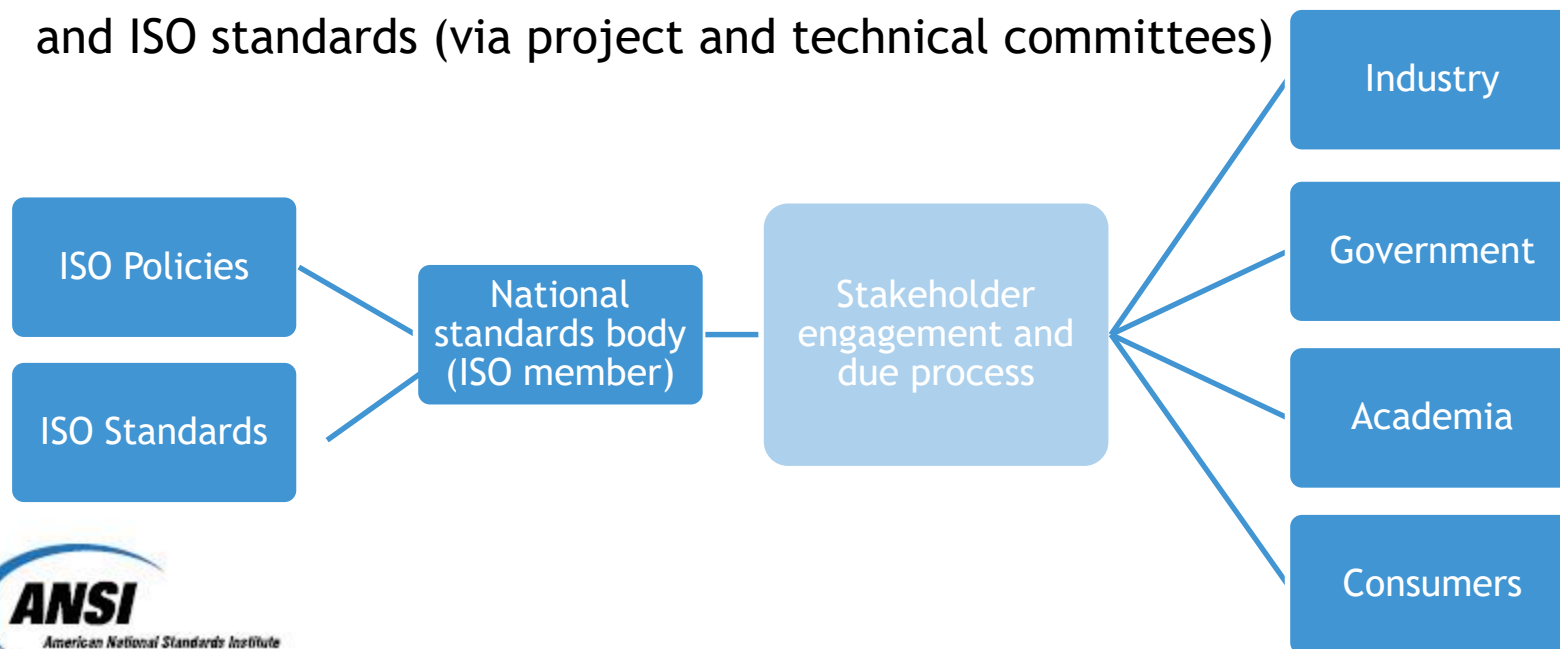 and ISO standards (via project and technical committees)
ISO Policies
ISO Standards
National
standards body
(ISO member)
Stakeholder
engagement and
due process
Industry
Government
Academia
Consumers
ANSI
American National Standards Institute